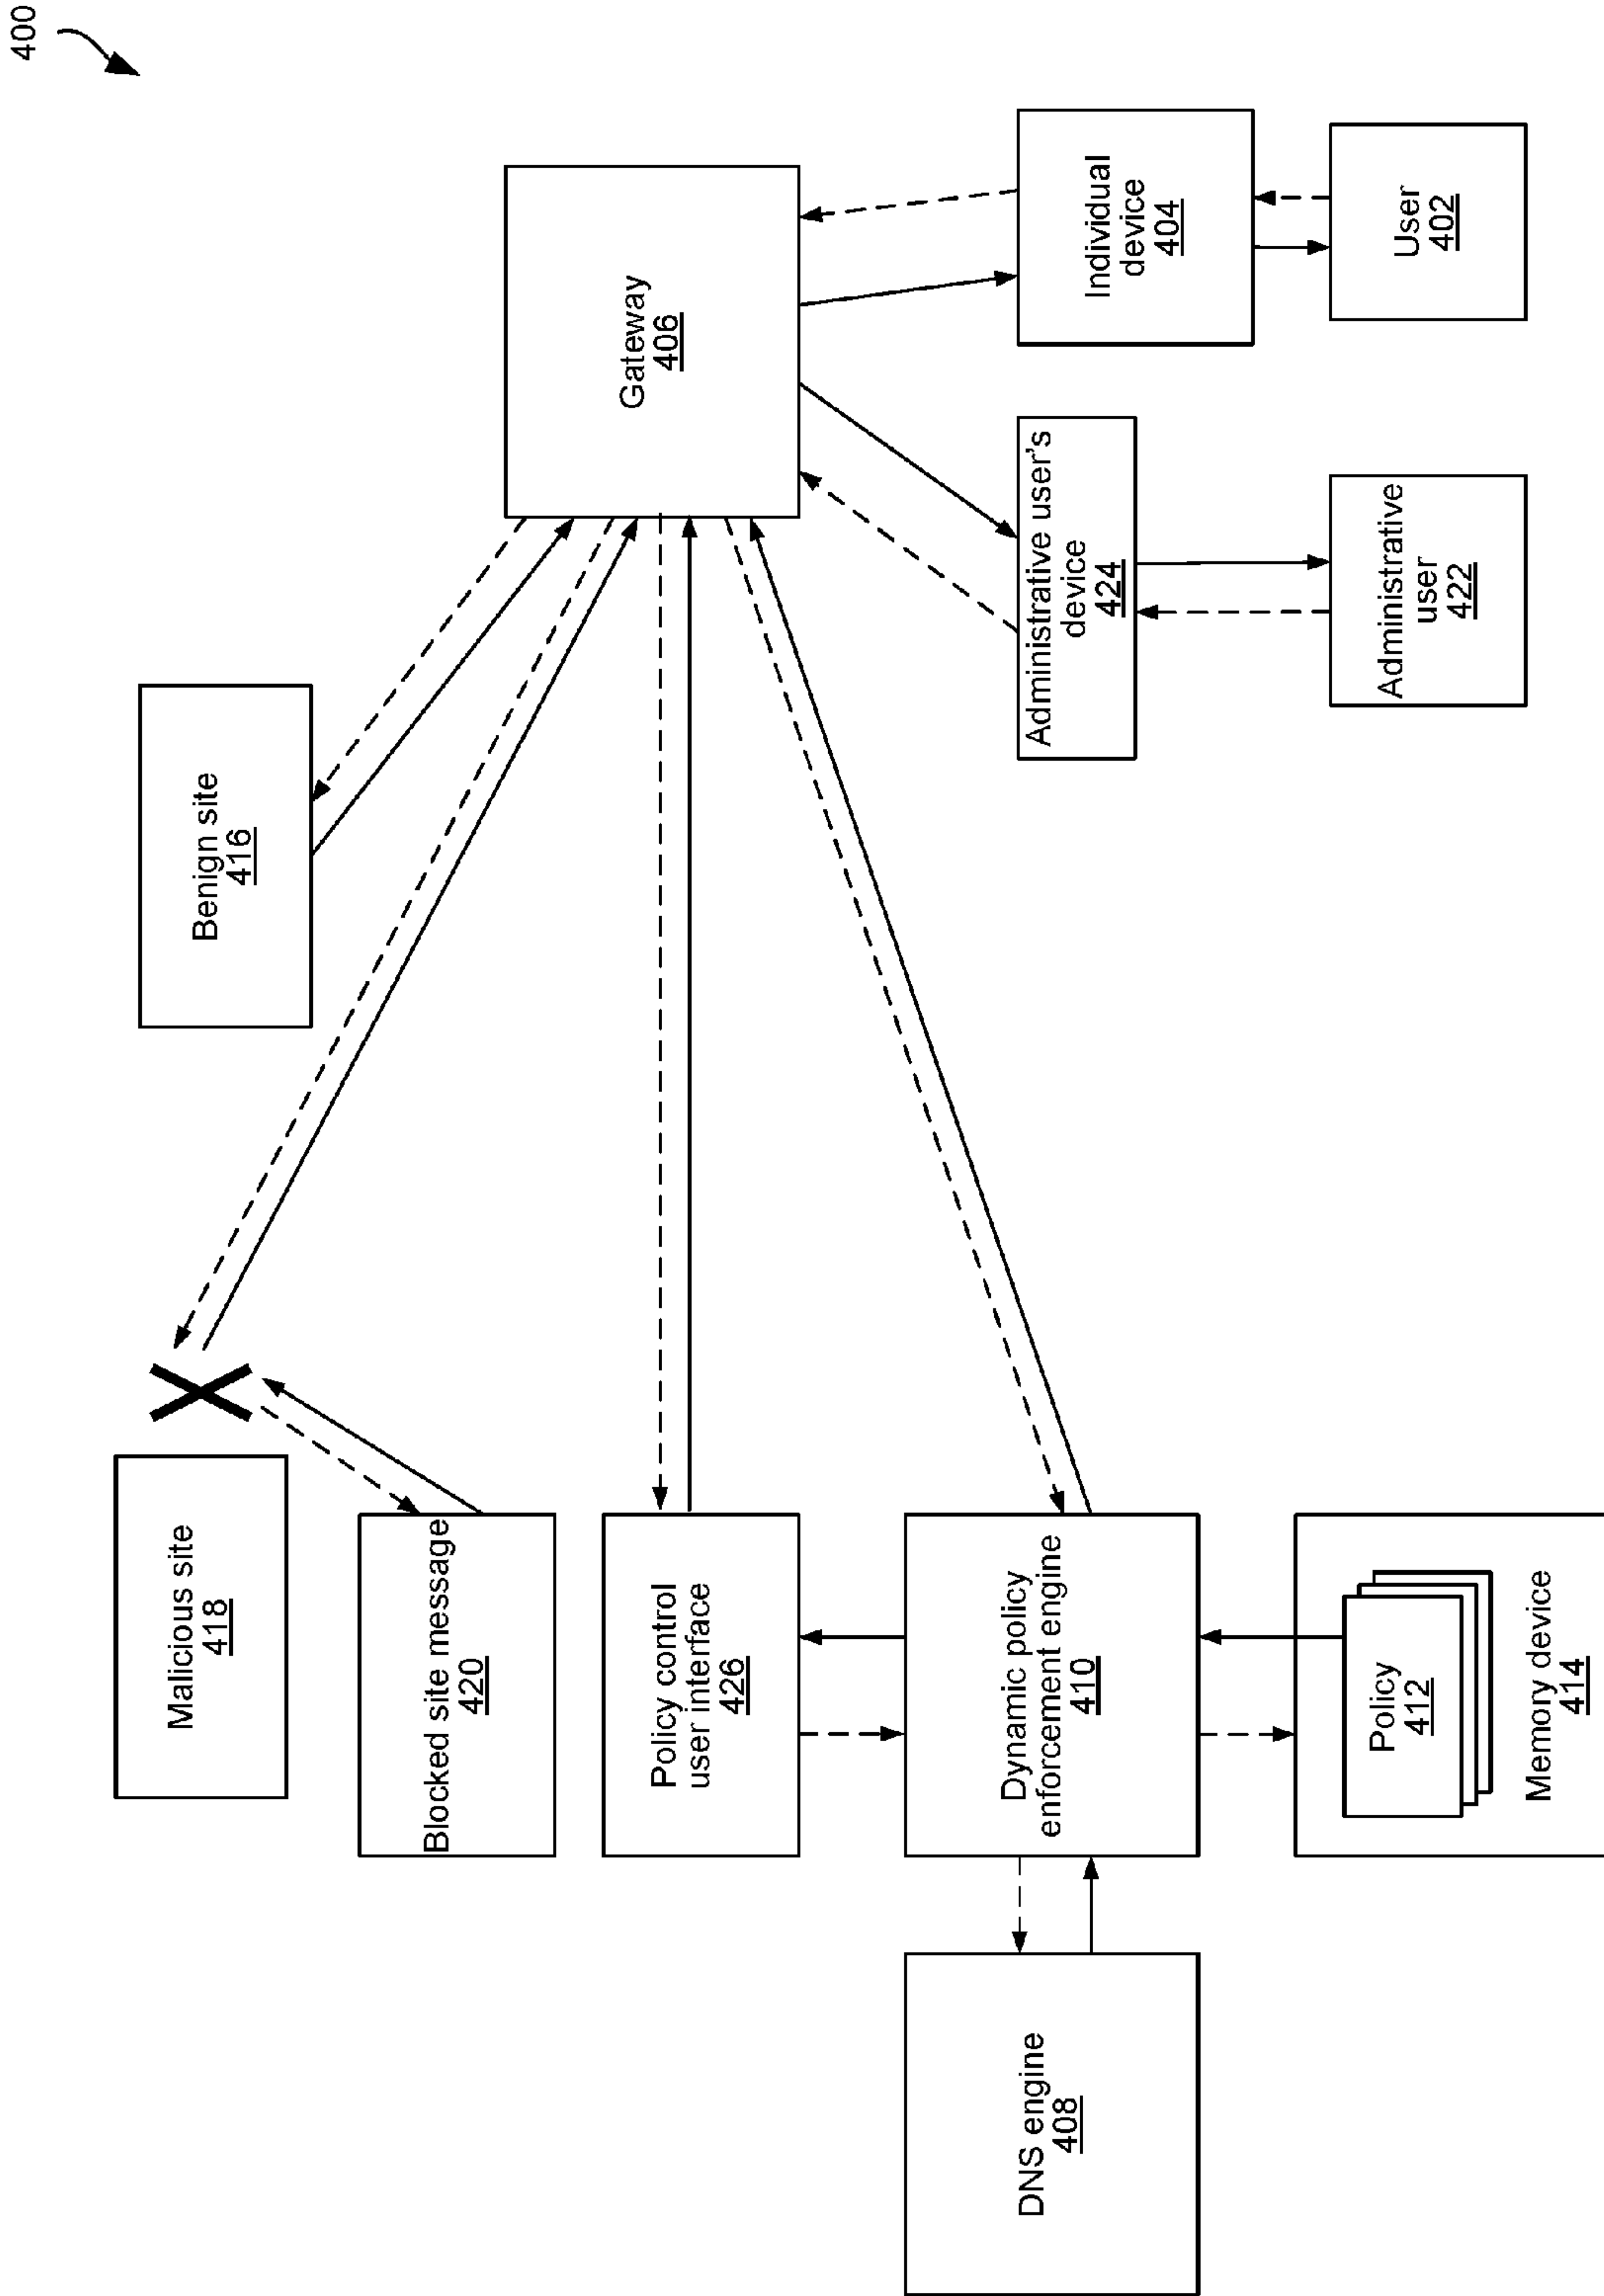 400
Malicious site
418
Benign site
416
Blocked site message
420
Gateway
406
Policy control
user interface
426
DNS engine
408
Dynamic policy
enforcement engine
410
Administrative user's
device
424
Individual
device
404
Policy
412
Memory device
414
Administrative
user
422
User
402